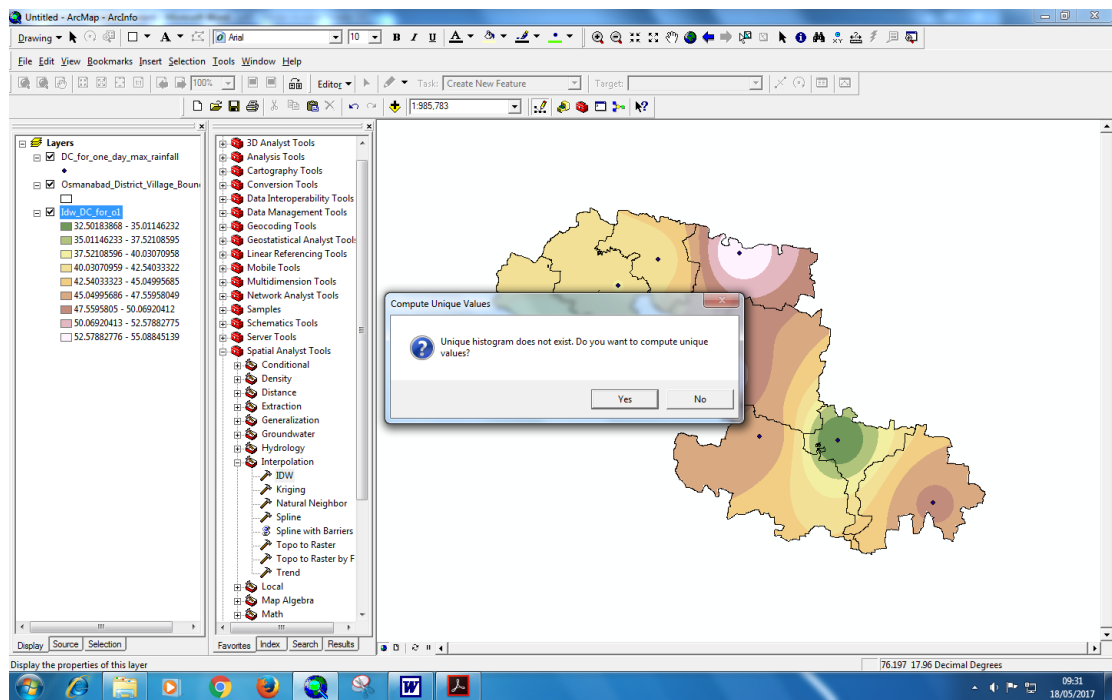 Untitled - ArcMap - ArcInfo
Drawing A Arial 10 B I U A
File Edit View Bookmarks Insert Selection Tools Window Help
100% Editor Task: Create New Feature Target:
1:985,783
Layers
DC_for_one_day_max_rainfall
Osmanabad_District_Village_Boun
Idw_DC_for_o1
32.50183868 - 35.01146232
35.01146233 - 37.52108595
37.52108596 - 40.03070958
40.03070959 - 42.54033322
42.54033323 - 45.04995685
45.04995686 - 47.55958049
47.5595805 - 50.06920412
50.06920413 - 52.57882775
52.57882776 - 55.08845139
3D Analyst Tools
Analysis Tools
Cartography Tools
Conversion Tools
Data Interoperability Tools
Data Management Tools
Geocoding Tools
Geostatistical Analyst Tools
Linear Referencing Tools
Mobile Tools
Multidimension Tools
Network Analyst Tools
Samples
Schematics Tools
Server Tools
Spatial Analyst Tools
Conditional
Density
Distance
Extraction
Generalization
Groundwater
Hydrology
Interpolation
IDW
Kriging
Natural Neighbor
Spline
Spline with Barriers
Topo to Raster
Topo to Raster by F
Trend
Local
Map Algebra
Math
Compute Unique Values
Unique histogram does not exist. Do you want to compute unique
values?
Yes No
Display Source Selection
Favorites Index Search Results
Display the properties of this layer
76.197 17.96 Decimal Degrees
09:31
18/05/2017